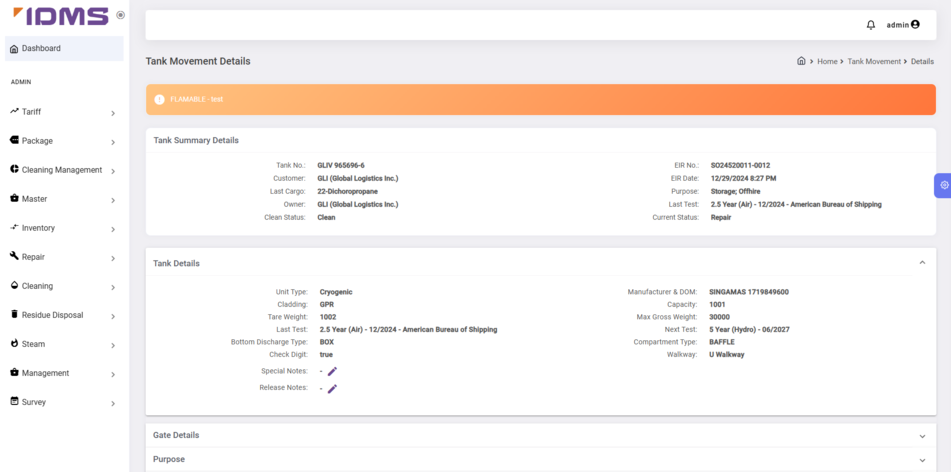 IDMS
admin
Dashboard
Tank Movement Details
Home > Tank Movement > Details
ADMIN
FLAMABLE - test
Tariff
Package
Cleaning Management
Master
Inventory
Repair
Cleaning
Residue Disposal
Steam
Management
Survey
Tank Summary Details
Tank No.: GLIV 965696-6
EIR No.: SO24520011-0012
Customer: GLI (Global Logistics Inc.)
EIR Date: 12/29/2024 8:27 PM
Last Cargo: 22-Dichoropropane
Purpose: Storage; Offhire
Owner: GLI (Global Logistics Inc.)
Last Test: 2.5 Year (Air) - 12/2024 - American Bureau of Shipping
Clean Status: Clean
Current Status: Repair
Tank Details
Unit Type: Cryogenic
Manufacturer & DOM: SINGAMAS 1719849600
Cladding: GPR
Capacity: 1001
Tare Weight: 1002
Max Gross Weight: 30000
Last Test: 2.5 Year (Air) - 12/2024 - American Bureau of Shipping
Next Test: 5 Year (Hydro) - 06/2027
Bottom Discharge Type: BOX
Compartment Type: BAFFLE
Check Digit: true
Walkway: U Walkway
Special Notes: -
Release Notes: -
Gate Details
Purpose